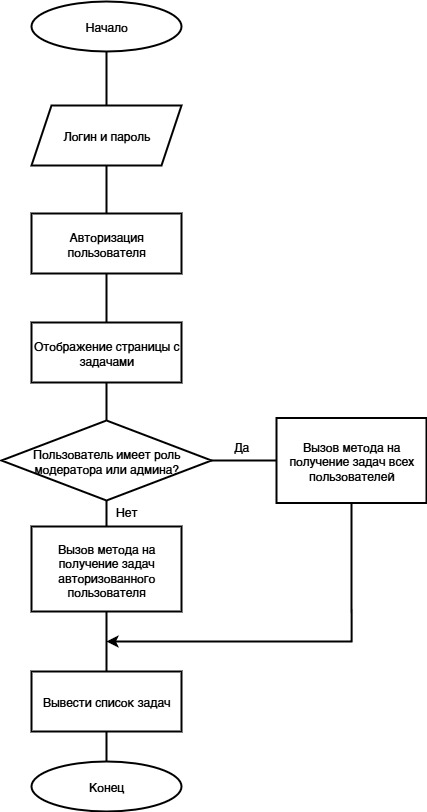 Начало
Логин и пароль
Авторизация
пользователя
Отображение страницы с
задачами
Пользователь имеет роль
модератора или админа?
Да
Вызов метода на
получение задач всех
пользователей
Нет
Вызов метода на
получение задач
авторизованного
пользователя
Вывести список задач
Конец